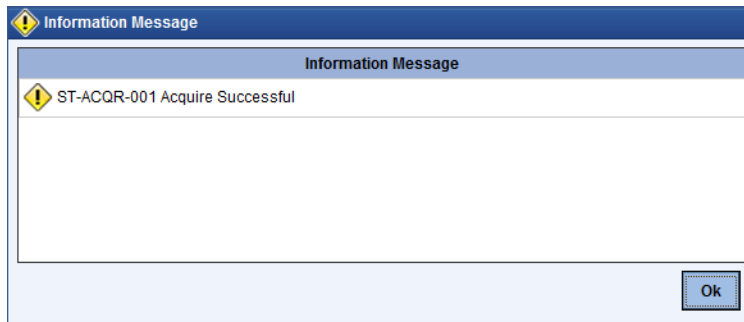 Information Message
Information Message
ST-ACQR-001 Acquire Successful
Ok